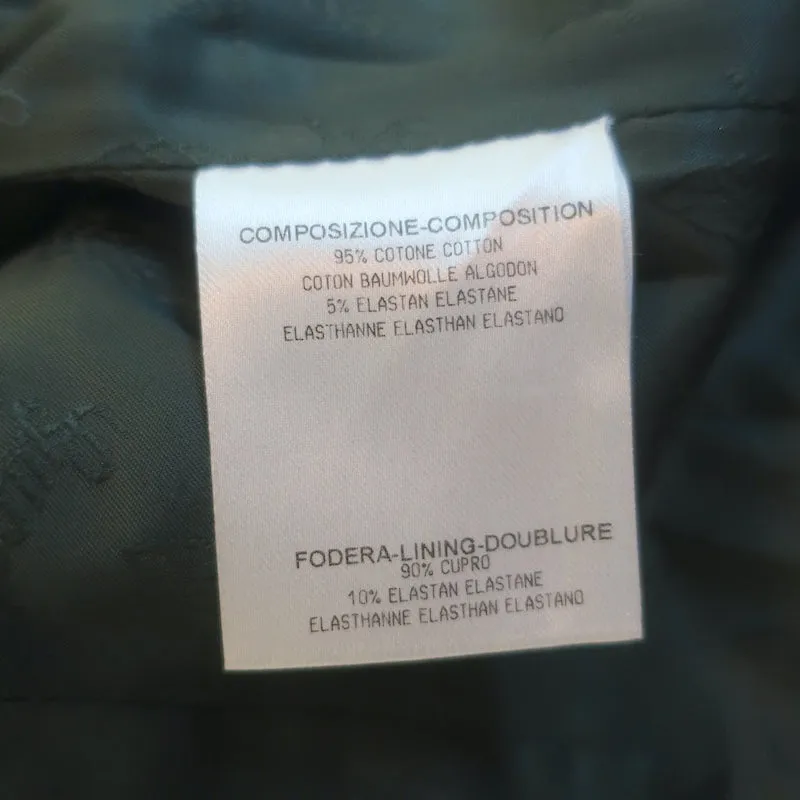 COMPOSIZIONE-COMPOSITION
95% COTONE COTTON
COTON BAUMWOLLE ALGODON
5% ELASTAN ELASTANE
ELASTHANNE ELASTHAN ELASTANO
FODERA-LINING-DOUBLURE
90% CUPRO
10% ELASTAN ELASTANE
ELASTHANNE ELASTHAN ELASTANO